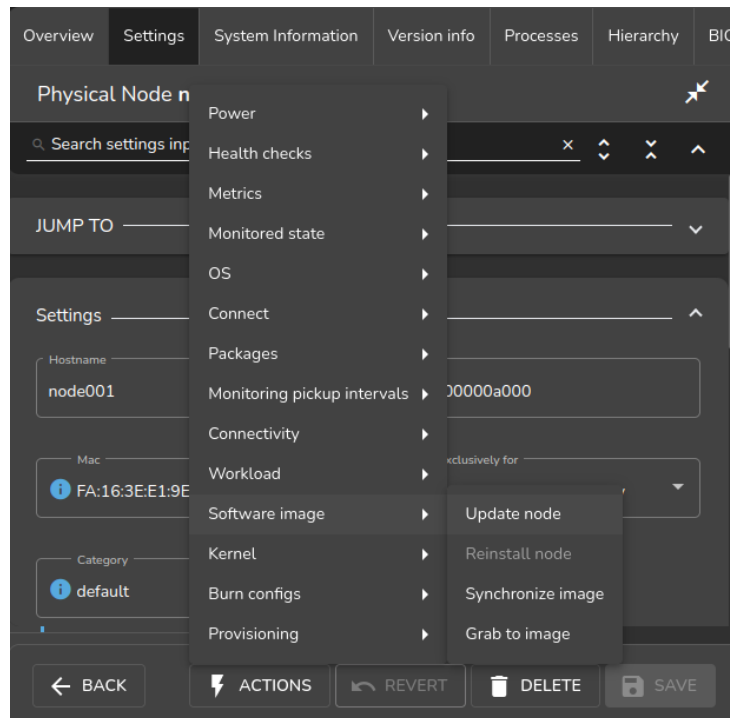 Overview Settings System Information Version info Processes Hierarchy BIO
Physical Node n
Search settings inp
JUMP TO
Settings
Hostname
node001
00000a000
Mac
FA:16:3E:E1:9E
xclusively for
Category
default
Power
Health checks
Metrics
Monitored state
OS
Connect
Packages
Monitoring pickup intervals
Connectivity
Workload
Software image
Kernel
Burn configs
Provisioning
Update node
Reinstall node
Synchronize image
Grab to image
BACK ACTIONS REVERT DELETE SAVE